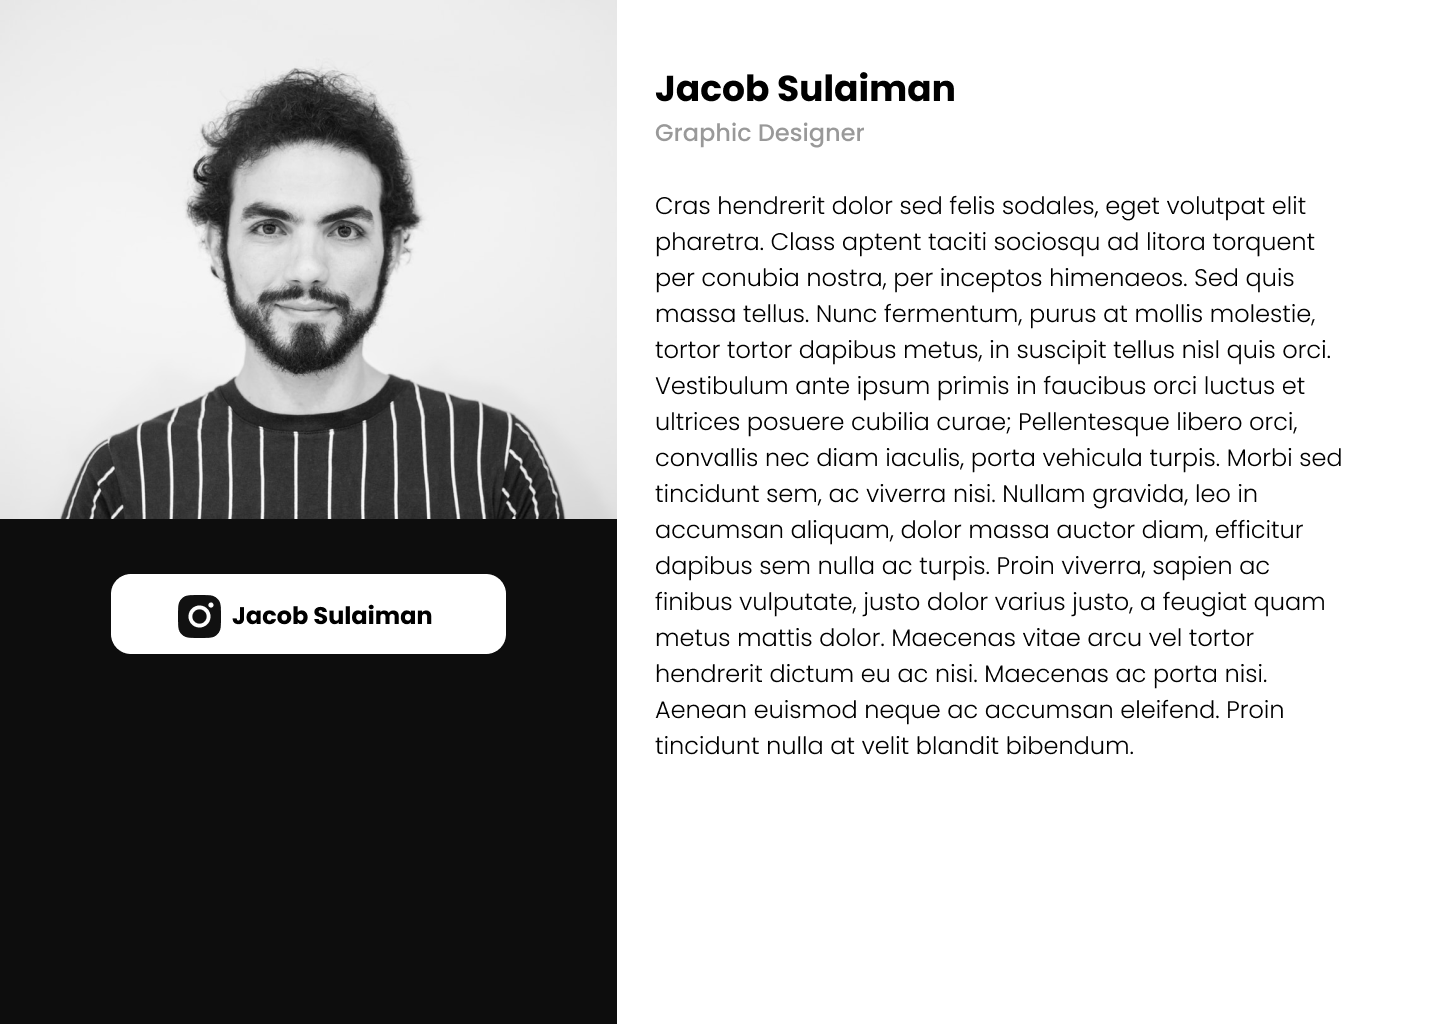 Jacob Sulaiman
Graphic Designer
Cras hendrerit dolor sed felis sodales, eget volutpat elit
pharetra. Class aptent taciti sociosqu ad litora torquent
per conubia nostra, per inceptos himenaeos. Sed quis
massa tellus. Nunc fermentum, purus at mollis molestie,
tortor tortor dapibus metus, in suscipit tellus nisl quis orci.
Vestibulum ante ipsum primis in faucibus orci luctus et
ultrices posuere cubilia curae; Pellentesque libero orci,
convallis nec diam iaculis, porta vehicula turpis. Morbi sed
tincidunt sem, ac viverra nisi. Nullam gravida, leo in
accumsan aliquam, dolor massa auctor diam, efficitur
dapibus sem nulla ac turpis. Proin viverra, sapien ac
finibus vulputate, justo dolor varius justo, a feugiat quam
metus mattis dolor. Maecenas vitae arcu vel tortor
hendrerit dictum eu ac nisi. Maecenas ac porta nisi.
Aenean euismod neque ac accumsan eleifend. Proin
tincidunt nulla at velit blandit bibendum.
Jacob Sulaiman